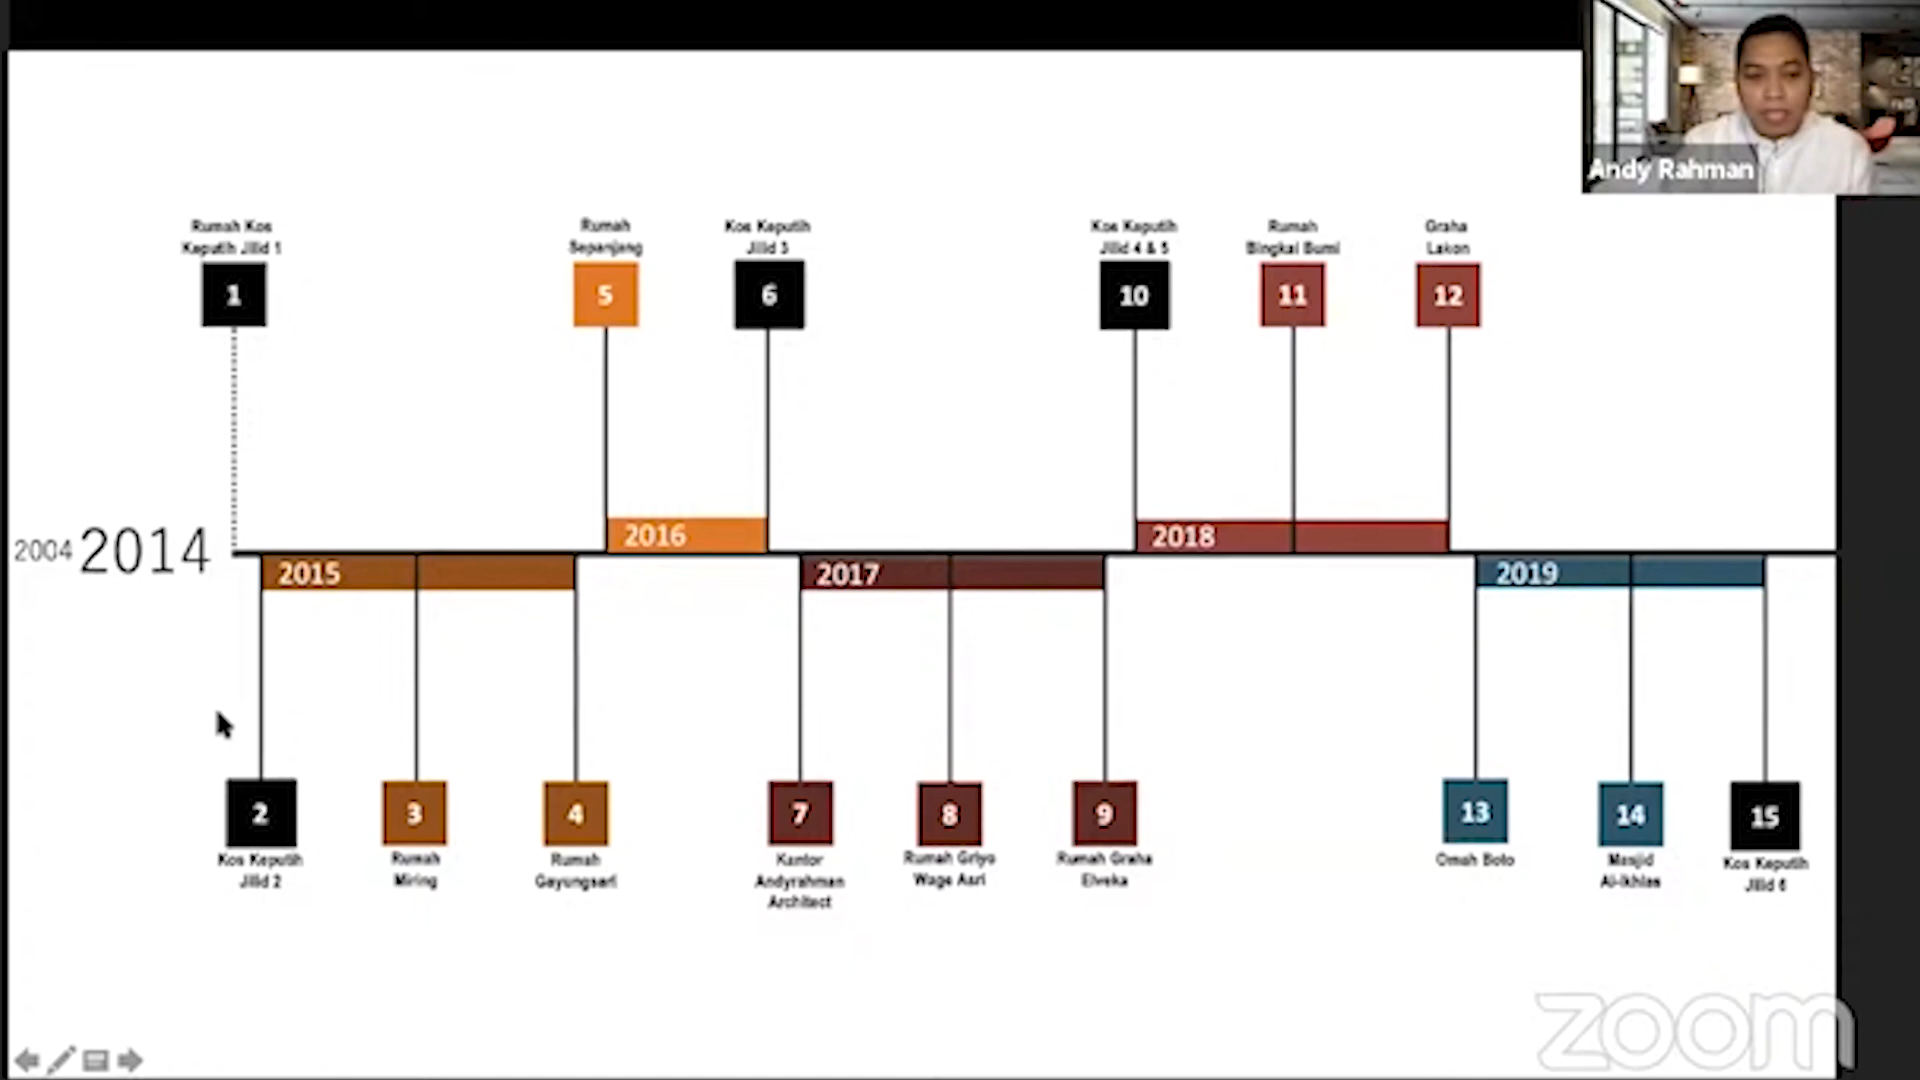 Andy Rahman
Rumah Kos
Keputih Jilid 1
1
Rumah
Sepanjang
5
Kos Keputih
Jilid 3
6
Kos Keputih
Jilid 4 & 5
10
Rumah
Bingkai Bumi
11
Graha
Lakon
12
2004 2014
2015
2016
2017
2018
2019
2
Kos Keputih
Jilid 2
3
Rumah
Miring
4
Rumah
Gayungsari
7
Kantor
Andyrahman
Architect
8
Rumah Griyo
Wage Asri
9
Rumah Graha
Elveka
13
Omah Boto
14
Masjid
Al-Ikhlas
15
Kos Keputih
Jilid 6
zoom